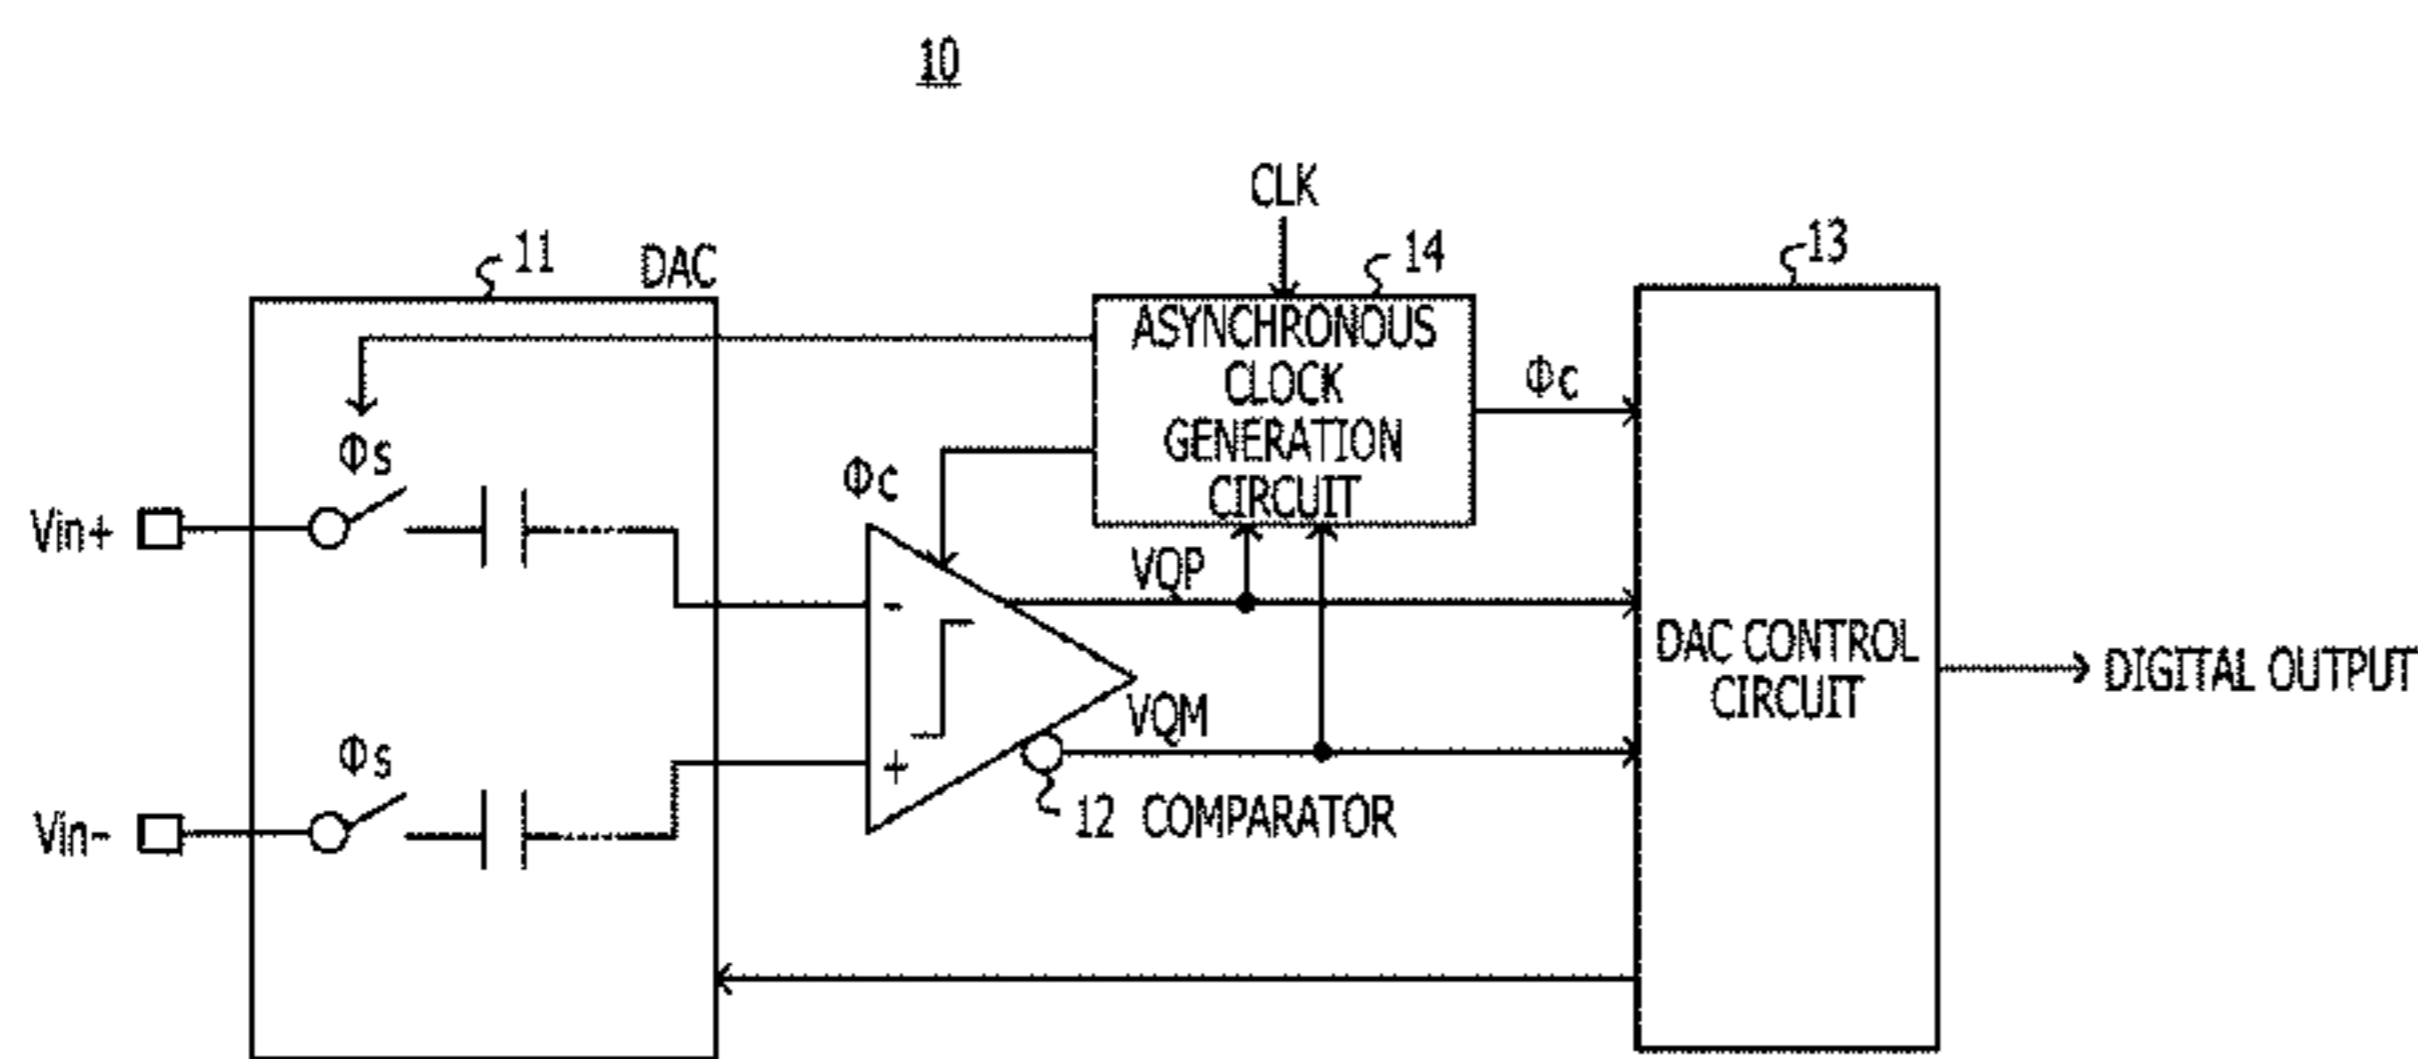 10
CLK
11
DAC
14
13
ASYNCHRONOUS
CLOCK
GENERATION
CIRCUIT
Φc
Φs
Φc
Vin+
VQP
-
DAC CONTROL
CIRCUIT
DIGITAL OUTPUT
VQM
Φs
+
12 COMPARATOR
Vin-